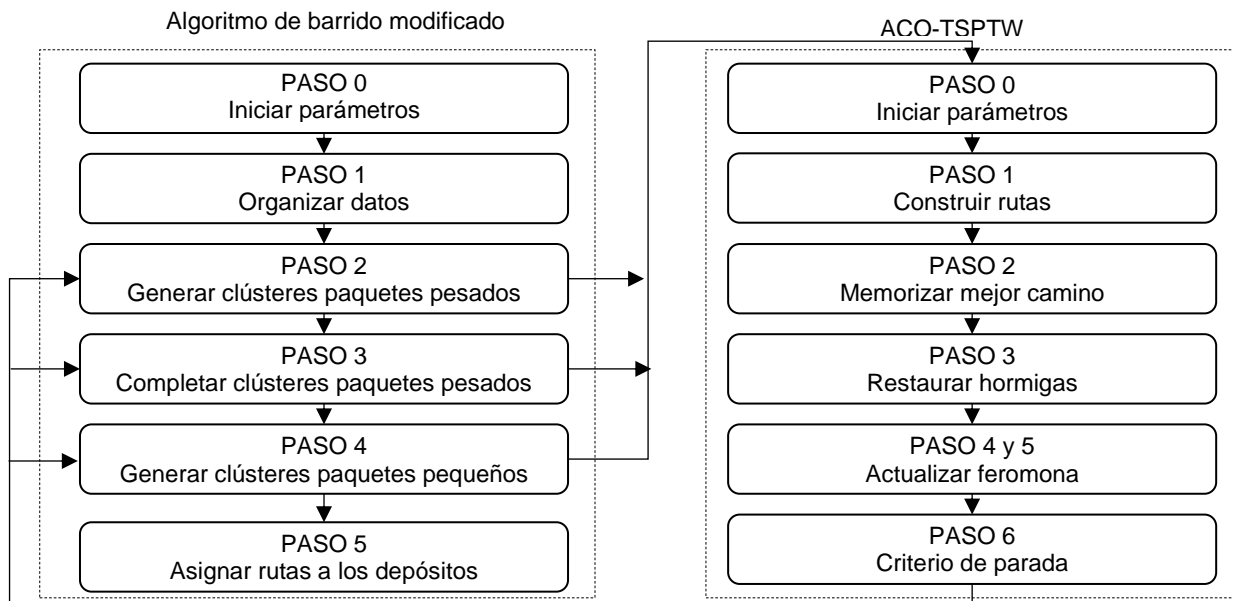 Algoritmo de barrido modificado
PASO 0
Iniciar parámetros
PASO 1
Organizar datos
PASO 2
Generar clústeres paquetes pesados
PASO 3
Completar clústeres paquetes pesados
PASO 4
Generar clústeres paquetes pequeños
PASO 5
Asignar rutas a los depósitos
ACO-TSPTW
PASO 0
Iniciar parámetros
PASO 1
Construir rutas
PASO 2
Memorizar mejor camino
PASO 3
Restaurar hormigas
PASO 4 y 5
Actualizar feromona
PASO 6
Criterio de parada